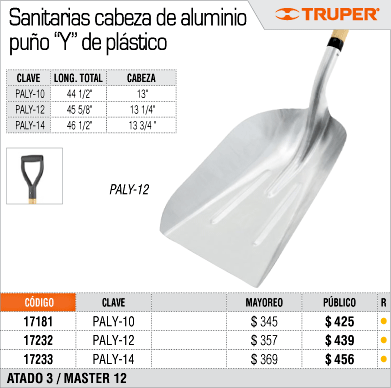 Sanitarias cabeza de aluminio
puño “Y” de plástico
TRUPER®
CLAVE LONG. TOTAL CABEZA
PALY-10 44 1/2" 13"
PALY-12 45 5/8" 13 1/4"
PALY-14 46 1/2" 13 3/4 "
PALY-12
CÓDIGO CLAVE MAYOREO PÚBLICO R
17181 PALY-10 $ 345 $ 425
17232 PALY-12 $ 357 $ 439
17233 PALY-14 $ 369 $ 456
ATADO 3 / MASTER 12